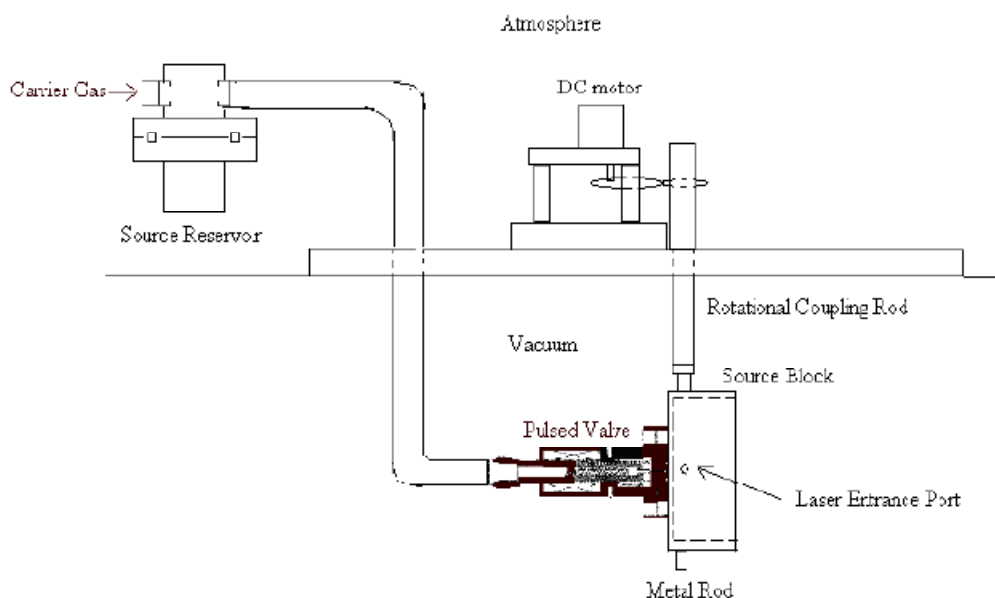 Atmosphere
Carrier Gas
DC motor
Source Reservor
Rotational Coupling Rod
Vacuum
Source Block
Pulsed Valve
Laser Entrance Port
Metal Rod